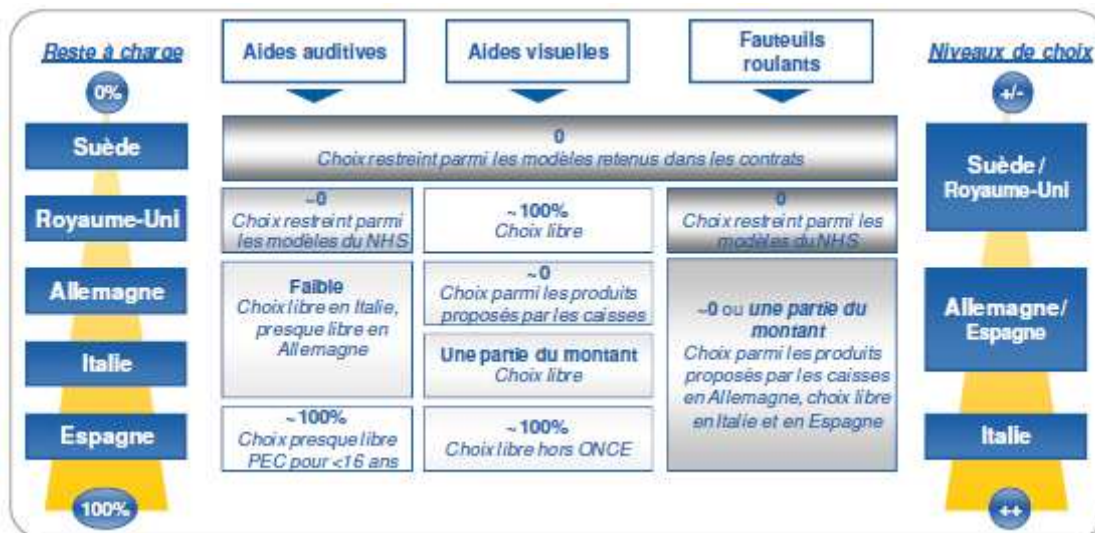 Reste à charge
Aides auditives
Aides visuelles
Fauteuils
roulants
Niveaux de choix
0%
+/-
Suède
0
Choix restreint parmi les modèles retenus dans les contrats
Suède /
Royaume-Uni
Royaume-Uni
~0
Choix restreint parmi
les modèles du NHS
~100%
Choix libre
0
Choix restreint parmi les
modèles du NHS
Allemagne
Faible
Choix libre en Italie,
presque libre en
Allemagne
~0
Choix parmi les produits
proposés par les caisses
~0 ou une partie du
montant
Choix parmi les produits
proposés par les caisses
en Allemagne, choix libre
en Italie et en Espagne
Allemagne/
Espagne
Italie
Une partie du montant
Choix libre
Espagne
~100%
Choix presque libre
PEC pour <16 ans
~100%
Choix libre hors ONCE
Italie
100%
++